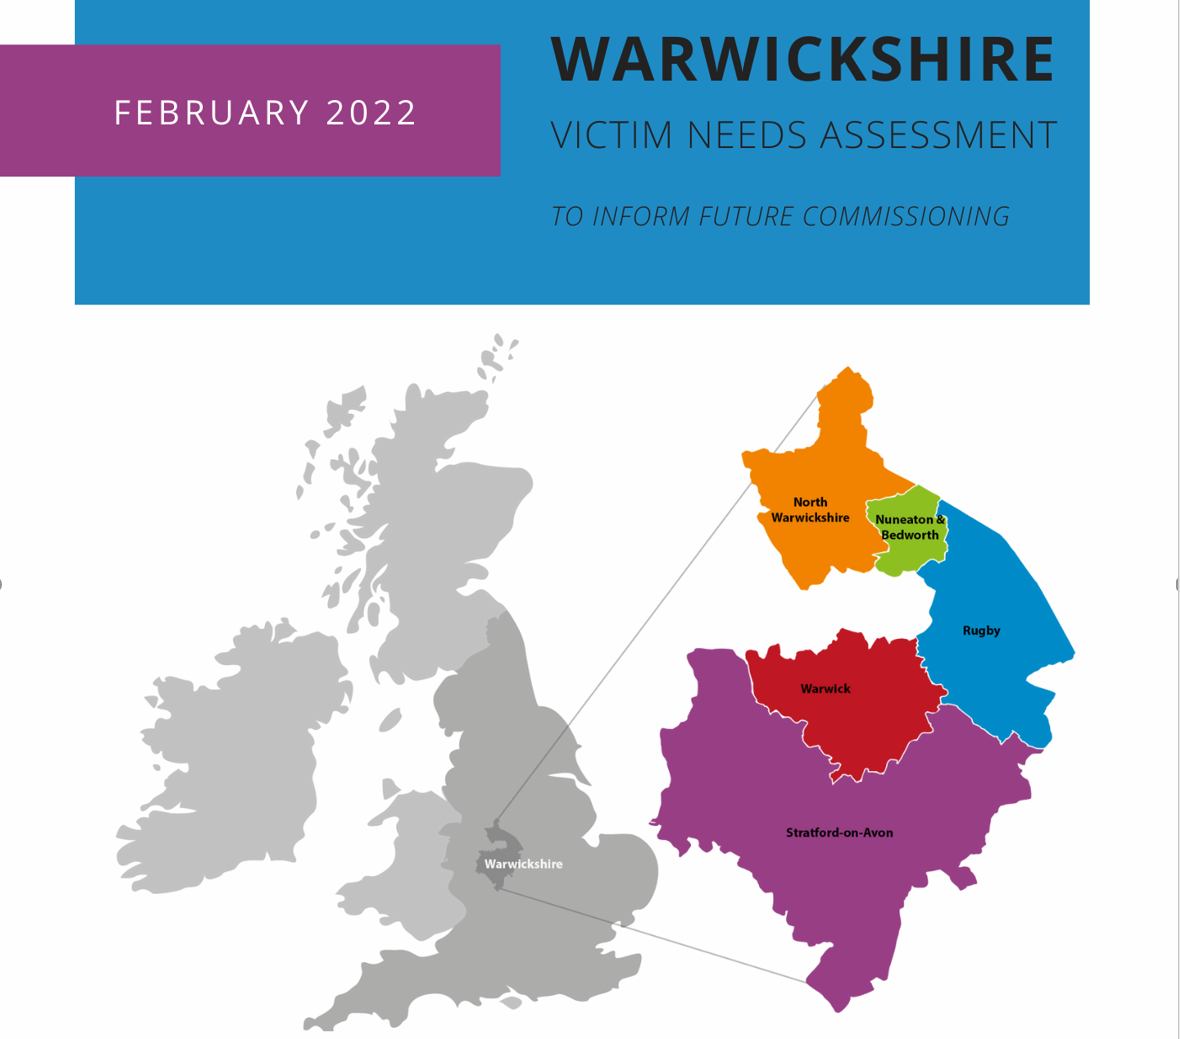 WARWICKSHIRE
FEBRUARY 2022
VICTIM NEEDS ASSESSMENT
TO INFORM FUTURE COMMISSIONING
North
Warwickshire
Nuneaton &
Bedworth
Rugby
Warwick
Stratford-on-Avon
Warwickshire